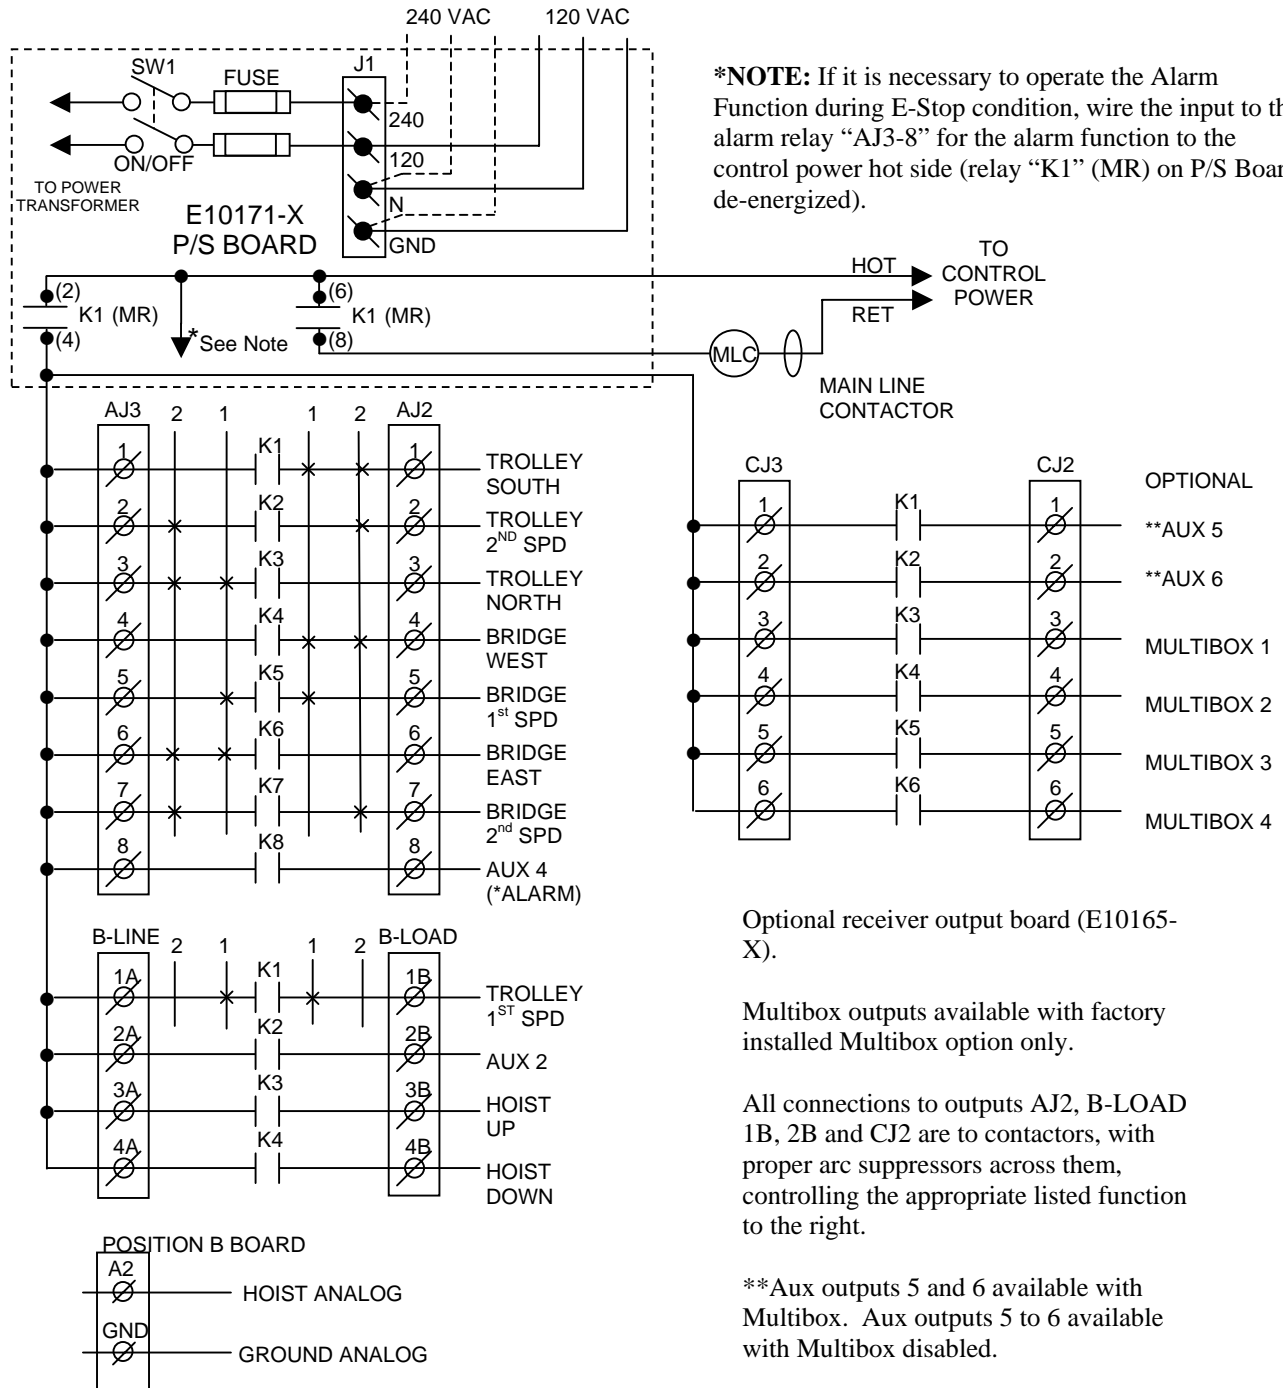 240 VAC 120 VAC
SW1
FUSE
J1
240
120
N
GND
ON/OFF
TO POWER
TRANSFORMER
E10171-X
P/S BOARD
*NOTE: If it is necessary to operate the Alarm
Function during E-Stop condition, wire the input to th
alarm relay “AJ3-8” for the alarm function to the
control power hot side (relay “K1” (MR) on P/S Boar
de-energized).
HOT
RET
TO
CONTROL
POWER
(2)
K1 (MR)
(4)
*See Note
(6)
K1 (MR)
(8)
MLC
MAIN LINE
CONTACTOR
AJ3 2 1 1 2 AJ2
1 K1 1 TROLLEY
SOUTH
2 K2 2 TROLLEY
2ND SPD
3 K3 3 TROLLEY
NORTH
4 K4 4 BRIDGE
WEST
5 K5 5 BRIDGE
1st SPD
6 K6 6 BRIDGE
EAST
7 K7 7 BRIDGE
2nd SPD
8 K8 8 AUX 4
(*ALARM)
CJ3 CJ2
OPTIONAL
1 K1 1 **AUX 5
2 K2 2 **AUX 6
3 K3 3 MULTIBOX 1
4 K4 4 MULTIBOX 2
5 K5 5 MULTIBOX 3
6 K6 6 MULTIBOX 4
B-LINE 2 1 1 2 B-LOAD
1A K1 1B TROLLEY
1ST SPD
2A K2 2B AUX 2
3A K3 3B HOIST
UP
4A K4 4B HOIST
DOWN
POSITION B BOARD
A2 HOIST ANALOG
GND GROUND ANALOG
Optional receiver output board (E10165-
X).
Multibox outputs available with factory
installed Multibox option only.
All connections to outputs AJ2, B-LOAD
1B, 2B and CJ2 are to contactors, with
proper arc suppressors across them,
controlling the appropriate listed function
to the right.
**Aux outputs 5 and 6 available with
Multibox. Aux outputs 5 to 6 available
with Multibox disabled.